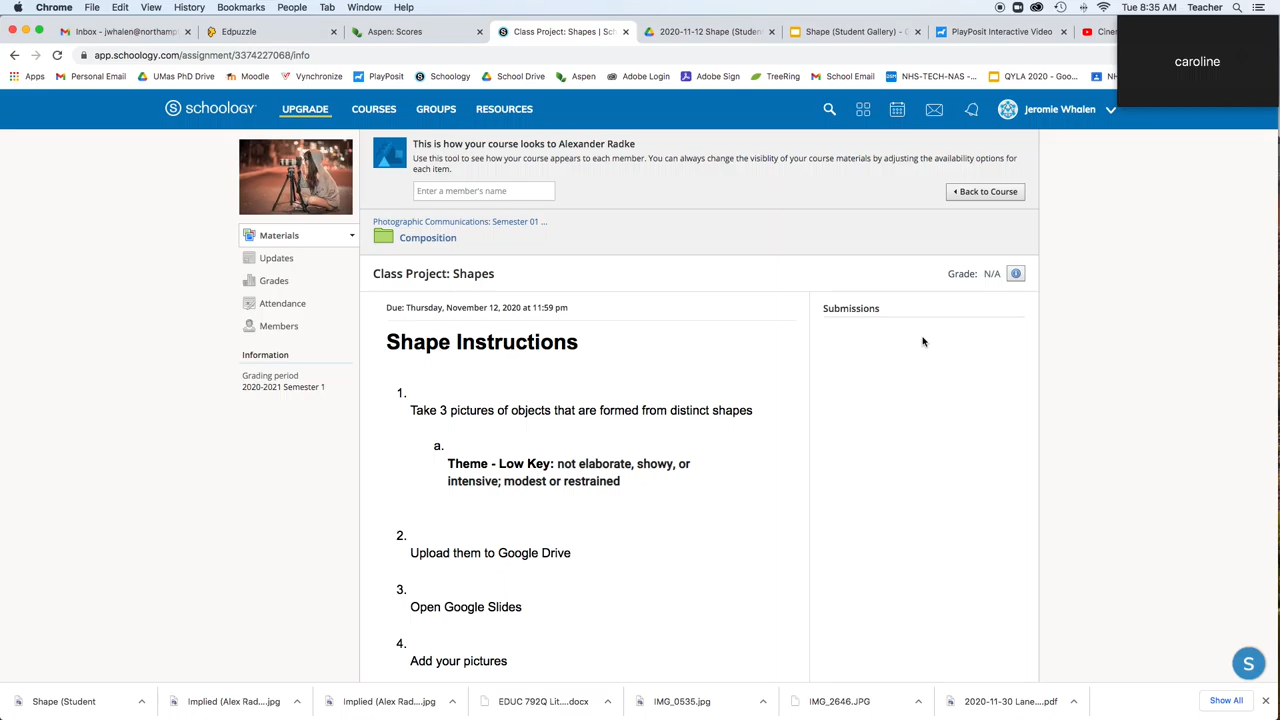 Chrome File Edit View History Bookmarks People Tab Window Help Tue 8:35 AM Teacher
Inbox - jwhalen@northamp Edpuzzle Aspen: Scores Class Project: Shapes | Sch 2020-11-12 Shape (Studen Shape (Student Gallery) - G PlayPosit Interactive Video Cine
app.schoology.com/assignment/3374227068/info
caroline
Apps Personal Email UMas PhD Drive Moodle Vynchronize PlayPosit Schoology School Drive Aspen Adobe Login Adobe Sign TreeRing School Email NHS-TECH-NAS -... QYLA 2020 - Goo... NHS
S schoology UPGRADE COURSES GROUPS RESOURCES Jeromie Whalen
This is how your course looks to Alexander Radke
Use this tool to see how your course appears to each member. You can always change the visiblity of your course materials by adjusting the availability options for
each item.
Enter a member's name Back to Course
Photographic Communications: Semester 01 ...
Composition
Materials
Updates
Grades
Attendance
Members
Information
Grading period
2020-2021 Semester 1
Class Project: Shapes Grade: N/A
Due: Thursday, November 12, 2020 at 11:59 pm Submissions
Shape Instructions
1.
Take 3 pictures of objects that are formed from distinct shapes
a.
Theme - Low Key: not elaborate, showy, or
intensive; modest or restrained
2.
Upload them to Google Drive
3.
Open Google Slides
4.
Add your pictures
S
Shape (Student Implied (Alex Rad....jpg Implied (Alex Rad....jpg EDUC 792Q Lit....docx IMG_0535.jpg IMG_2646.JPG 2020-11-30 Lane....pdf Show All